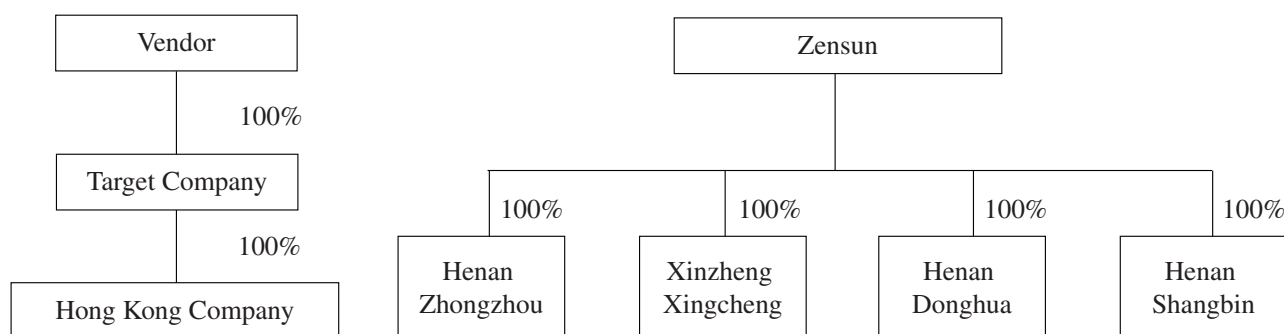 Vendor
Zensun
100%
Target Company
100%
100%
100%
100%
100%
Henan
Zhongzhou
Xinzheng
Xingcheng
Henan
Donghua
Henan
Shangbin
Hong Kong Company